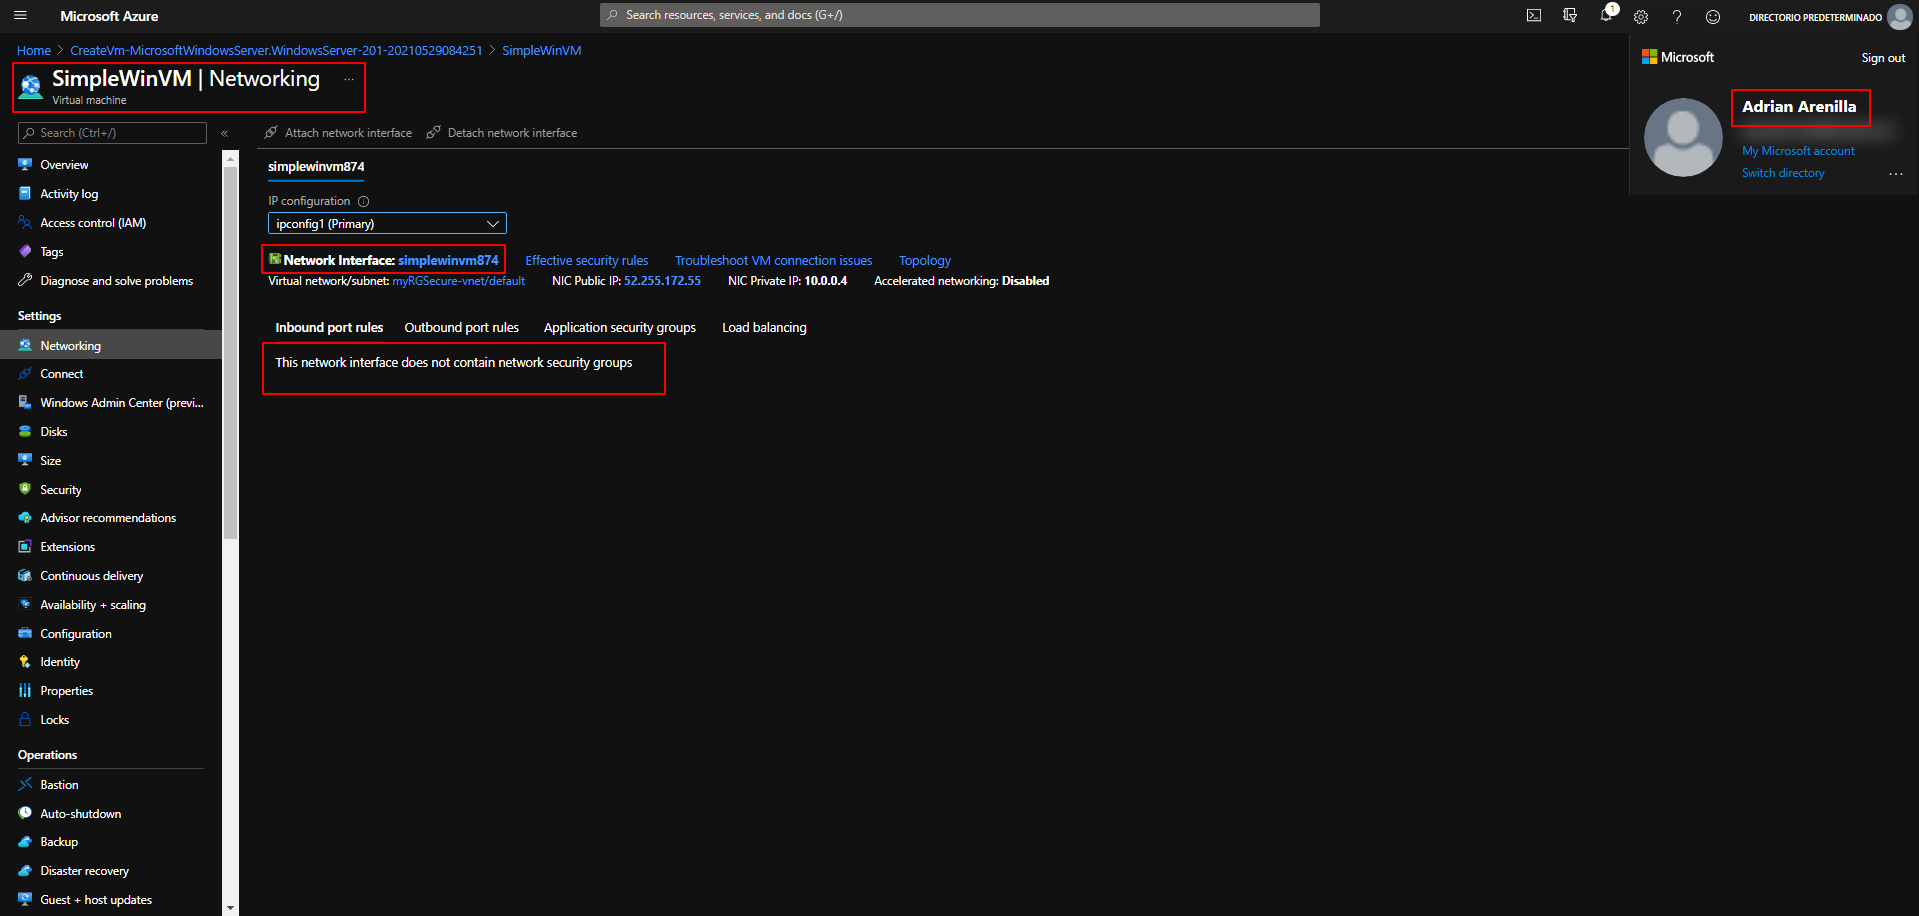 Microsoft Azure
Search resources, services, and docs (G+/)
1
DIRECTORIO PREDETERMINADO
Home > CreateVm-MicrosoftWindowsServer.WindowsServer-201-20210529084251 > SimpleWinVM
SimpleWinVM | Networking ...
Virtual machine
Microsoft
Sign out
Adrian Arenilla
My Microsoft account
Switch directory
...
Search (Ctrl+/)
«
Overview
Activity log
Access control (IAM)
Tags
Diagnose and solve problems
Settings
Networking
Connect
Windows Admin Center (previ...
Disks
Size
Security
Advisor recommendations
Extensions
Continuous delivery
Availability + scaling
Configuration
Identity
Properties
Locks
Operations
Bastion
Auto-shutdown
Backup
Disaster recovery
Guest + host updates
Attach network interface Detach network interface
simplewinvm874
IP configuration
ipconfig1 (Primary)
Network Interface: simplewinvm874 Effective security rules Troubleshoot VM connection issues Topology
Virtual network/subnet: myRGSecure-vnet/default NIC Public IP: 52.255.172.55 NIC Private IP: 10.0.0.4 Accelerated networking: Disabled
Inbound port rules Outbound port rules Application security groups Load balancing
This network interface does not contain network security groups